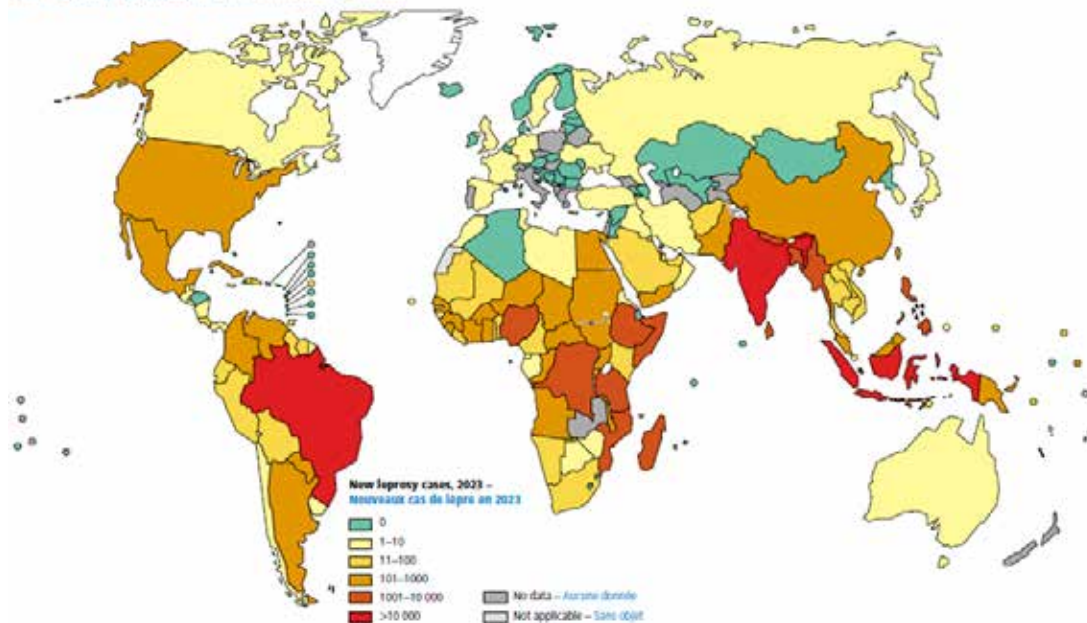 New leprosy cases, 2023 –
Nouveaux cas de lèpre en 2023
0
1–10
11–100
101–1000
1001–10 000
>10 000
No data – Aucune donnée
Not applicable – Sans objet